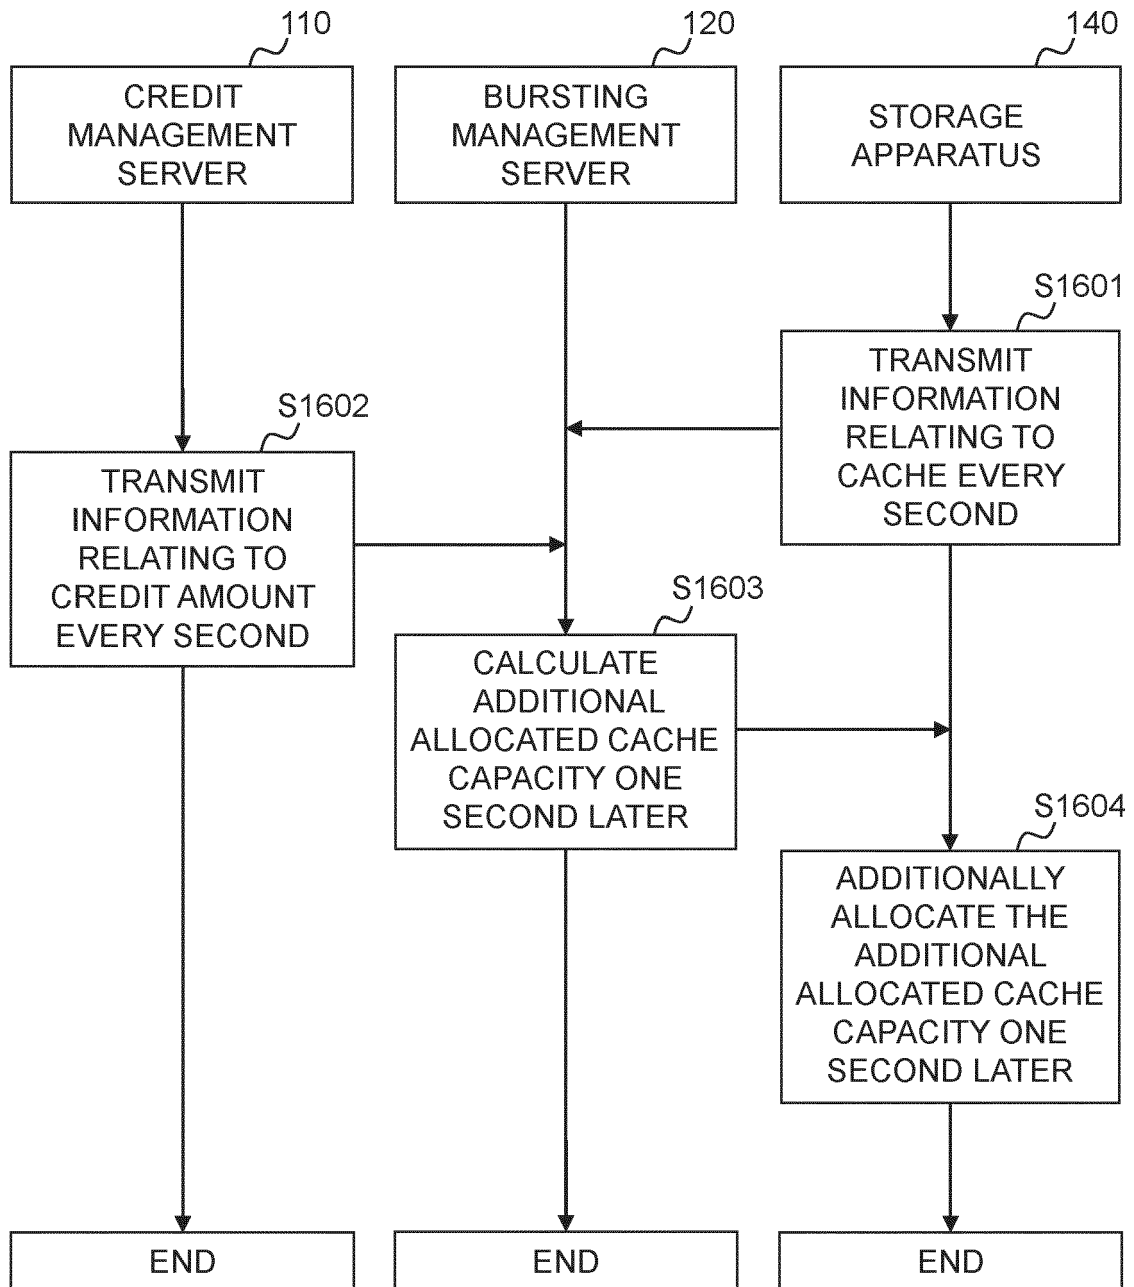 110
120
140
CREDIT
MANAGEMENT
SERVER
BURSTING
MANAGEMENT
SERVER
STORAGE
APPARATUS
S1601
TRANSMIT
INFORMATION
RELATING TO
CACHE EVERY
SECOND
S1602
TRANSMIT
INFORMATION
RELATING TO
CREDIT AMOUNT
EVERY SECOND
S1603
CALCULATE
ADDITIONAL
ALLOCATED CACHE
CAPACITY ONE
SECOND LATER
S1604
ADDITIONALLY
ALLOCATE THE
ADDITIONAL
ALLOCATED CACHE
CAPACITY ONE
SECOND LATER
END
END
END